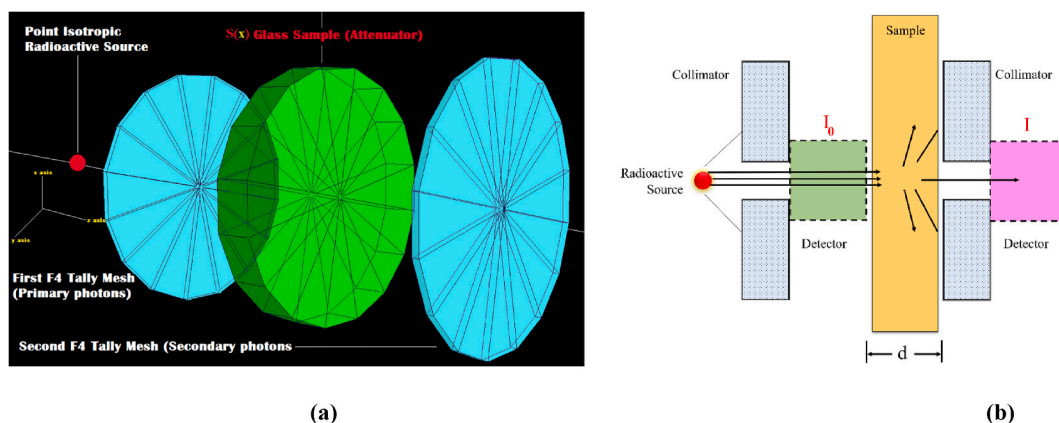 Point Isotropic
Radioactive Source
S(x) Glass Sample (Attenuator)
x axis
z axis
y axis
First F4 Tally Mesh
(Primary photons)
Second F4 Tally Mesh (Secondary photons
(a)
Sample
Collimator
Collimator
I0
I
Radioactive
Source
Detector
Detector
d
(b)